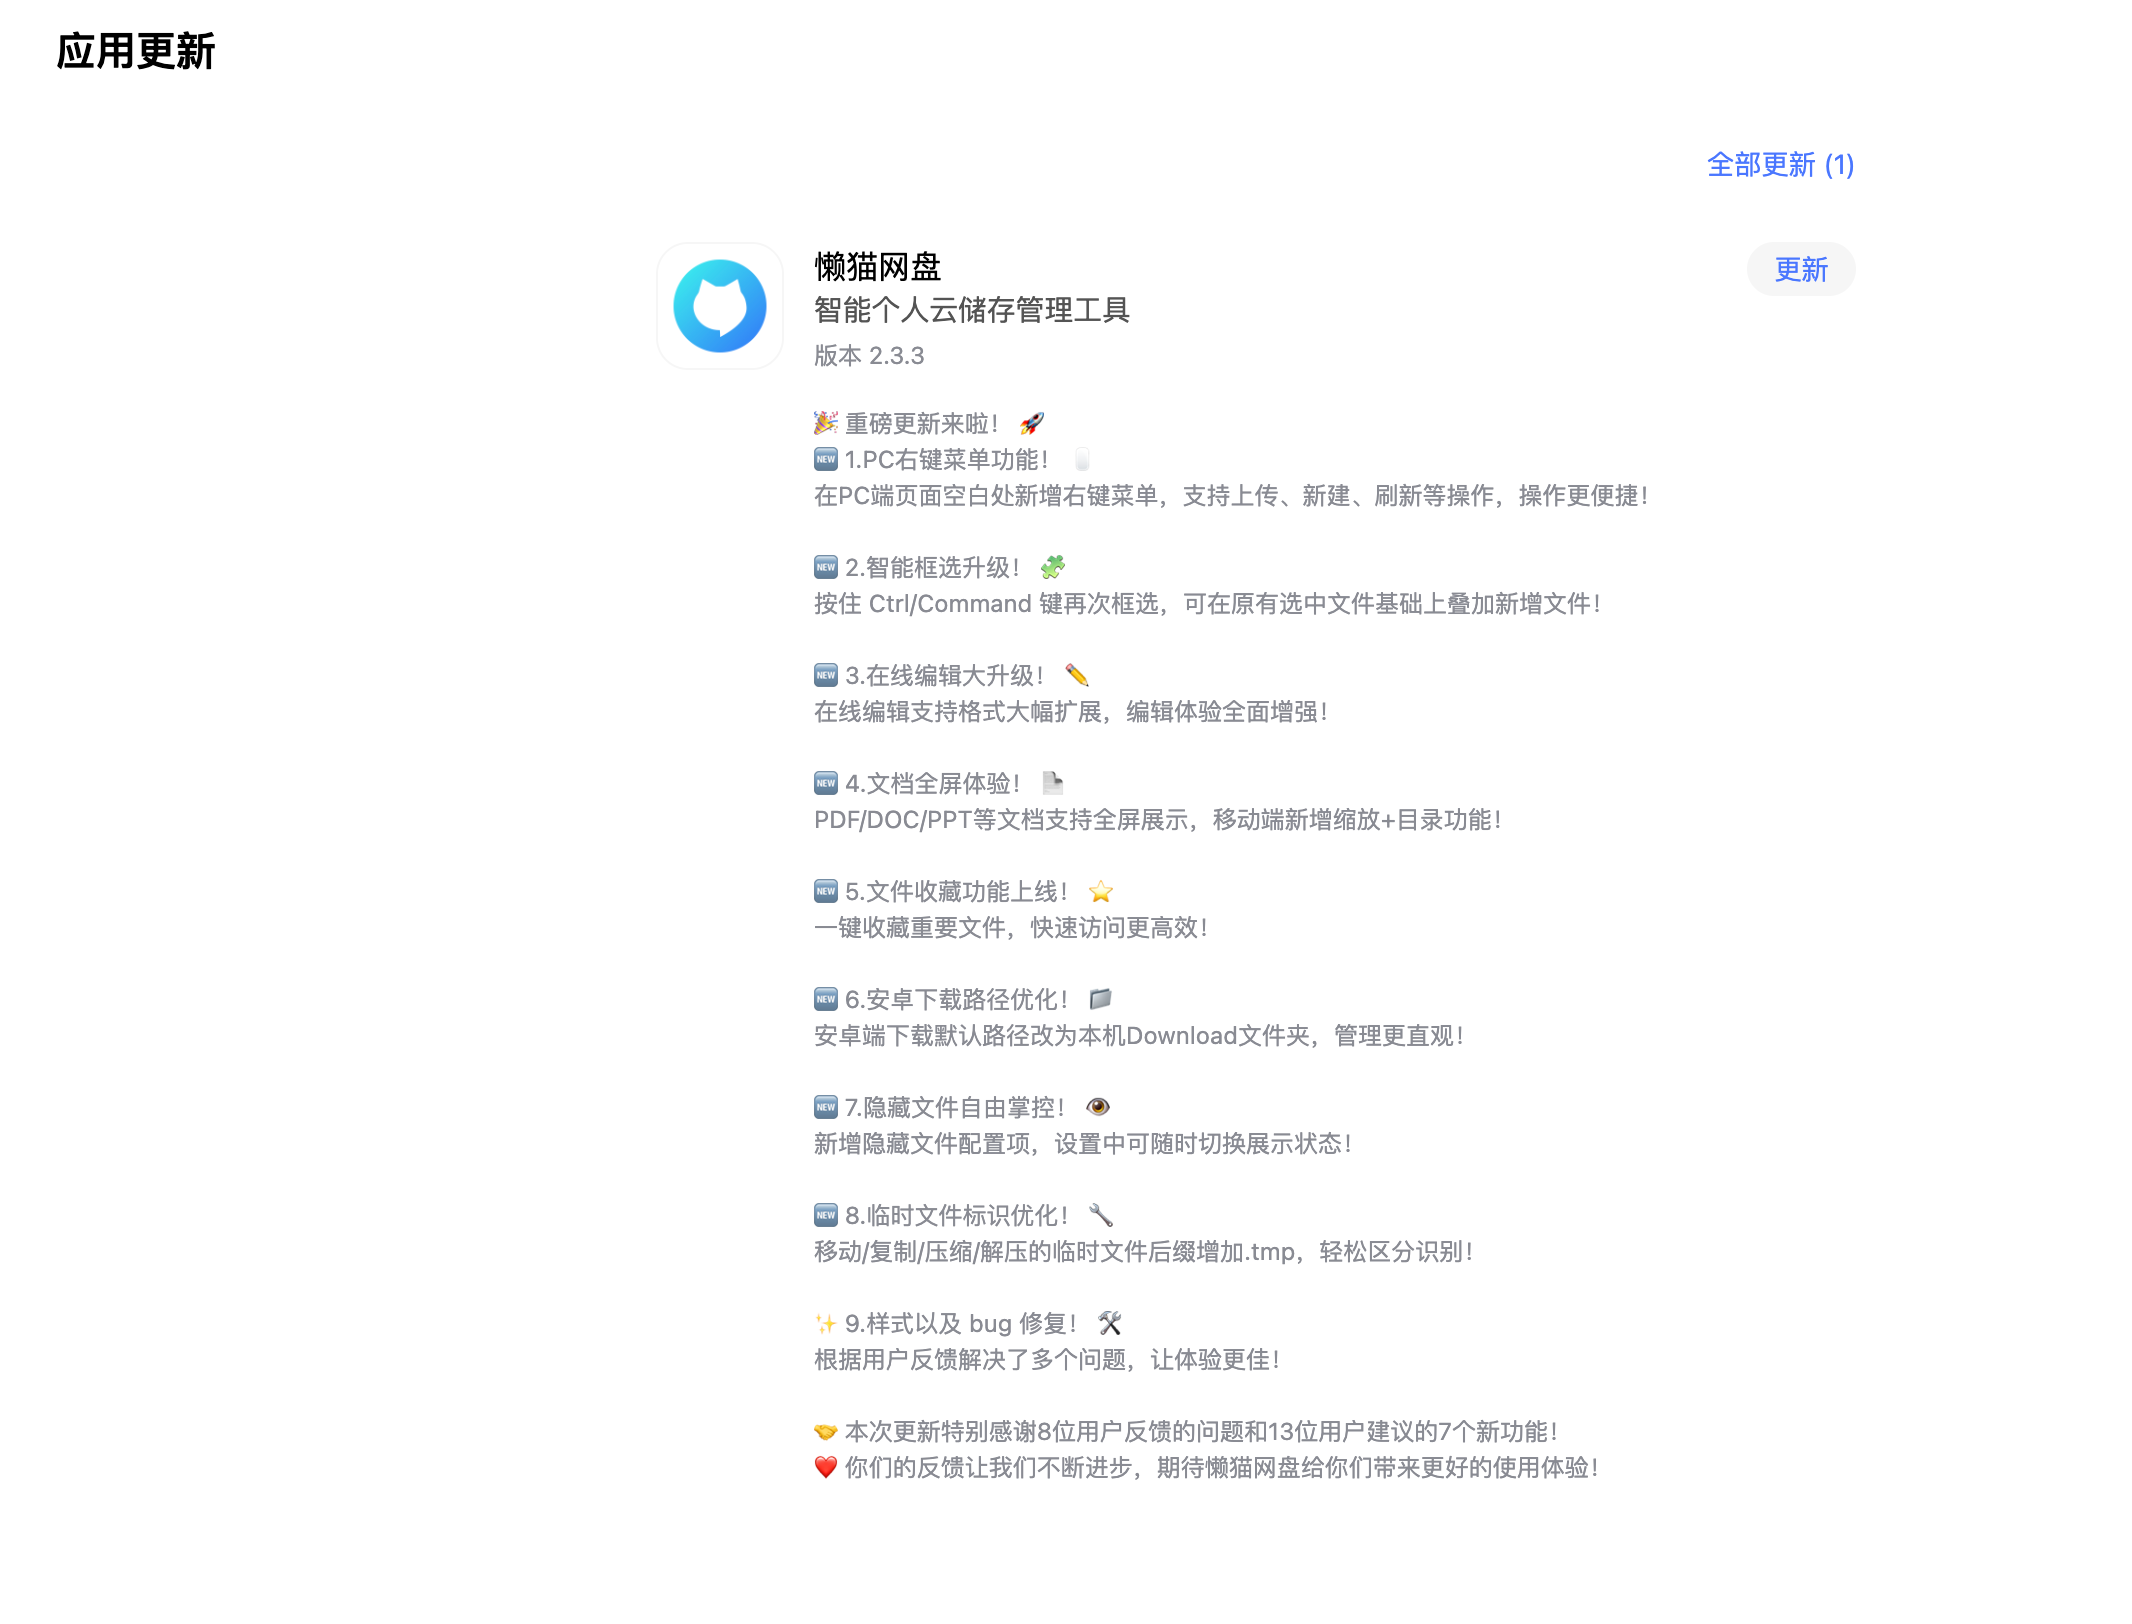 应用更新
全部更新 (1)
懒猫网盘
更新
智能个人云储存管理工具
版本 2.3.3
🎉 重磅更新来啦！ 🚀
🆕 1.PC右键菜单功能！ 🖱️
在PC端页面空白处新增右键菜单，支持上传、新建、刷新等操作，操作更便捷！
🆕 2.智能框选升级！ 🧩
按住 Ctrl/Command 键再次框选，可在原有选中文件基础上叠加新增文件！
🆕 3.在线编辑大升级！ ✏️
在线编辑支持格式大幅扩展，编辑体验全面增强！
🆕 4.文档全屏体验！ 📄
PDF/DOC/PPT等文档支持全屏展示，移动端新增缩放+目录功能！
🆕 5.文件收藏功能上线！ ⭐
一键收藏重要文件，快速访问更高效！
🆕 6.安卓下载路径优化！ 📁
安卓端下载默认路径改为本机Download文件夹，管理更直观！
🆕 7.隐藏文件自由掌控！ 👁️
新增隐藏文件配置项，设置中可随时切换展示状态！
🆕 8.临时文件标识优化！ 🔧
移动/复制/压缩/解压的临时文件后缀增加.tmp，轻松区分识别！
✨ 9.样式以及 bug 修复！ 🛠️
根据用户反馈解决了多个问题，让体验更佳！
🤝 本次更新特别感谢8位用户反馈的问题和13位用户建议的7个新功能！
❤️ 你们的反馈让我们不断进步，期待懒猫网盘给你们带来更好的使用体验！